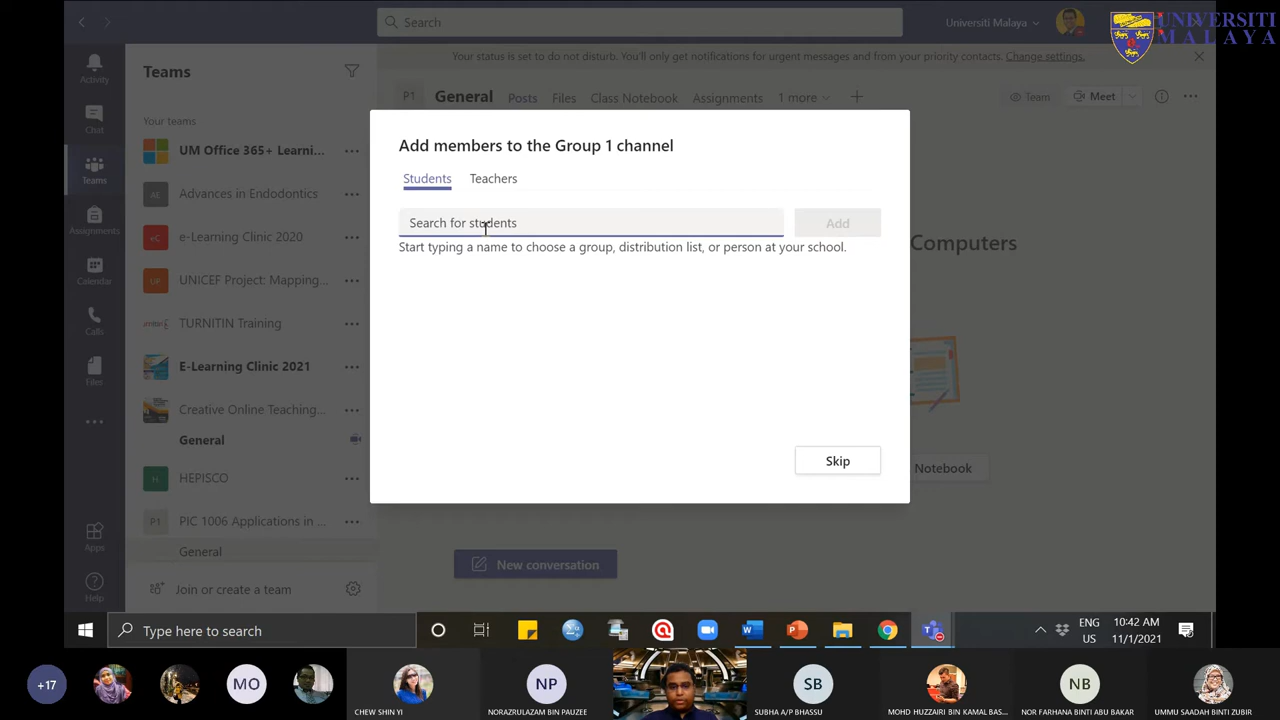 Search
Universiti Malaya
UNIVERSITI
MALAYA
Activity
Chat
Teams
Assignments
Calendar
Calls
Files
Apps
Help
Teams
Your teams
UM Office 365+ Learni...
AE
Advances in Endodontics
eC
e-Learning Clinic 2020
UP
UNICEF Project: Mapping...
TURNITIN Training
E-Learning Clinic 2021
Creative Online Teaching...
General
H
HEPISCO
P1
PIC 1006 Applications in ...
General
Join or create a team
Your status is set to do not disturb. You'll only get notifications for urgent messages and from your priority contacts. Change settings.
P1
General
Posts
Files
Class Notebook
Assignments
1 more
Team
Meet
Add members to the Group 1 channel
Students
Teachers
Search for students
Add
Start typing a name to choose a group, distribution list, or person at your school.
Skip
Computers
Notebook
New conversation
Type here to search
ENG
US
10:42 AM
11/1/2021
+17
MO
CHEW SHIN YI
NP
NORAZRULAZAM BIN PAUZEE
SB
SUBHA A/P BHASSU
MOHD HUZZAIRI BIN KAMAL BAS...
NB
NOR FARHANA BINTI ABU BAKAR
UMMU SAADAH BINTI ZUBIR